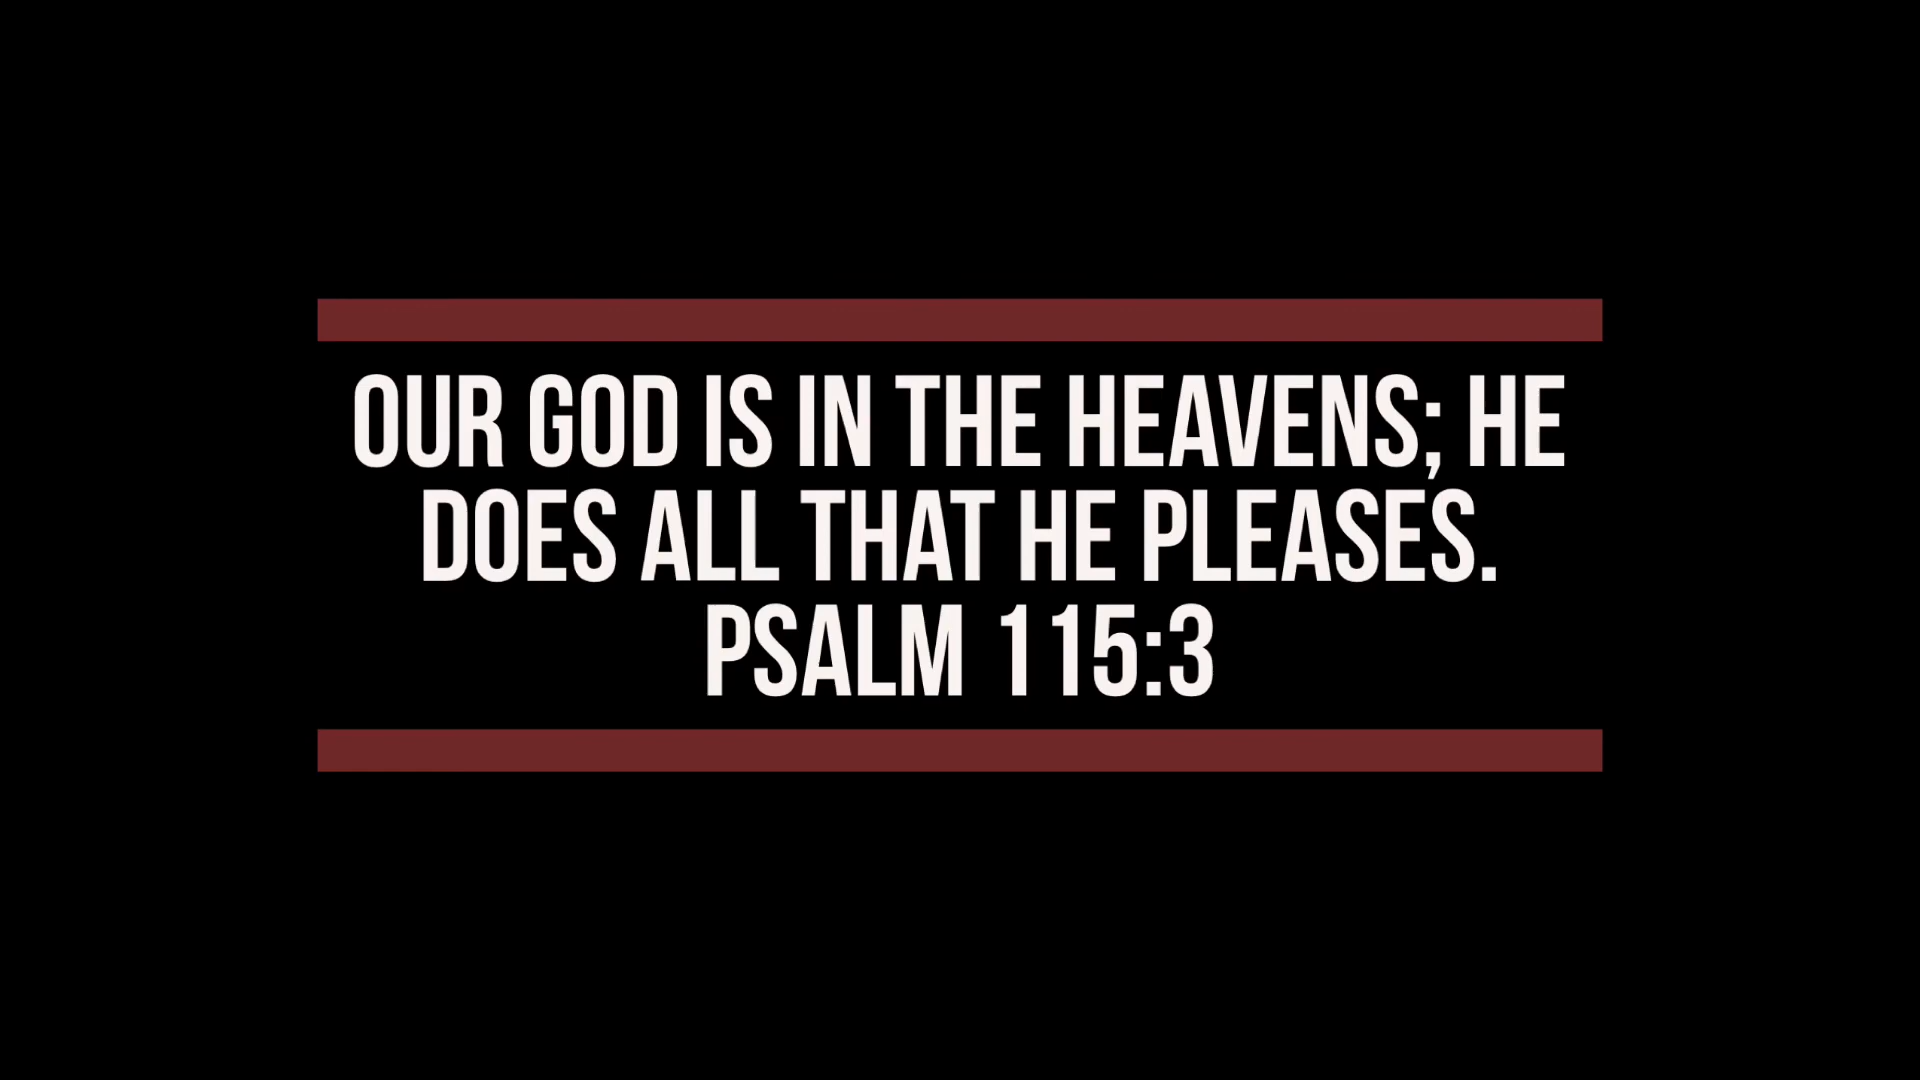 OUR GOD IS IN THE HEAVENS; HE
DOES ALL THAT HE PLEASES.
PSALM 115:3